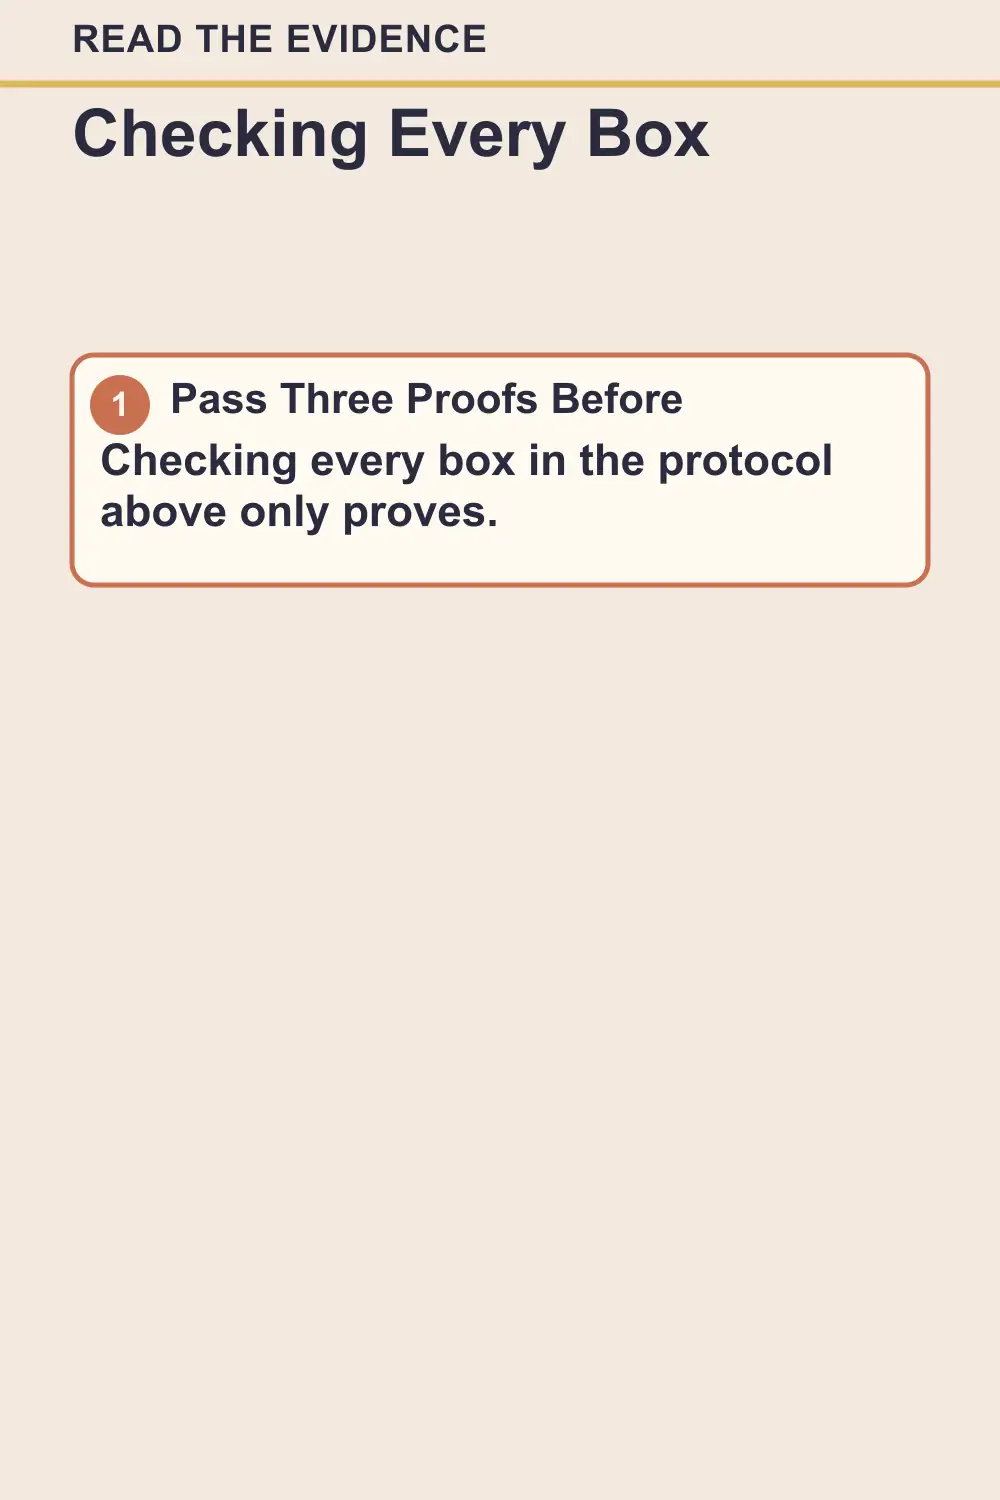 READ THE EVIDENCE
Checking Every Box
1 Pass Three Proofs Before
Checking every box in the protocol
above only proves.